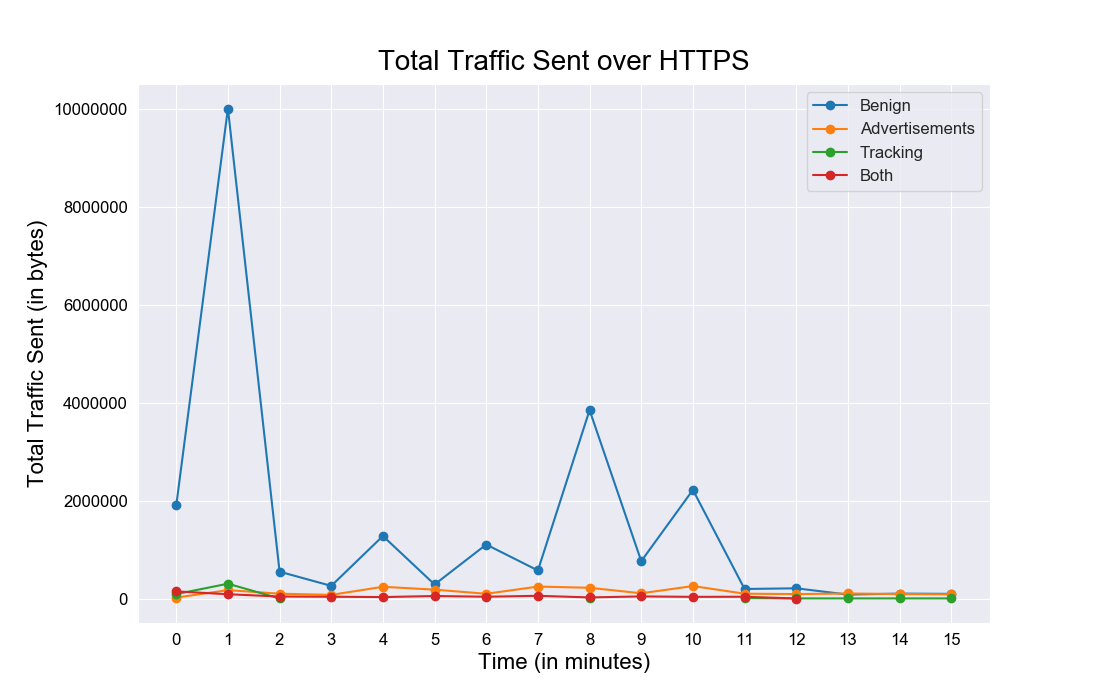 Total Traffic Sent over HTTPS
Total Traffic Sent (in bytes)
10000000
8000000
6000000
4000000
2000000
0
Benign
Advertisements
Tracking
Both
0 1 2 3 4 5 6 7 8 9 10 11 12 13 14 15
Time (in minutes)